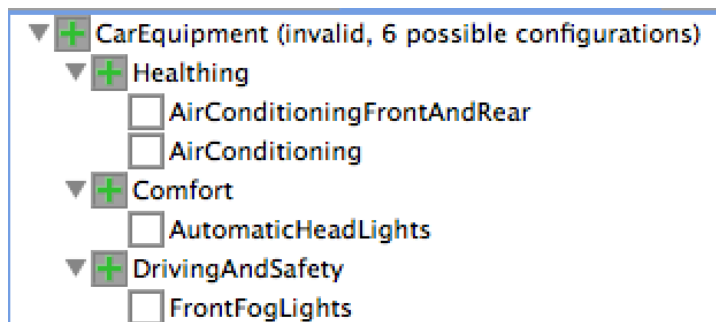 CarEquipment (invalid, 6 possible configurations)
Healthing
AirConditioningFrontAndRear
AirConditioning
Comfort
AutomaticHeadLights
DrivingAndSafety
FrontFogLights